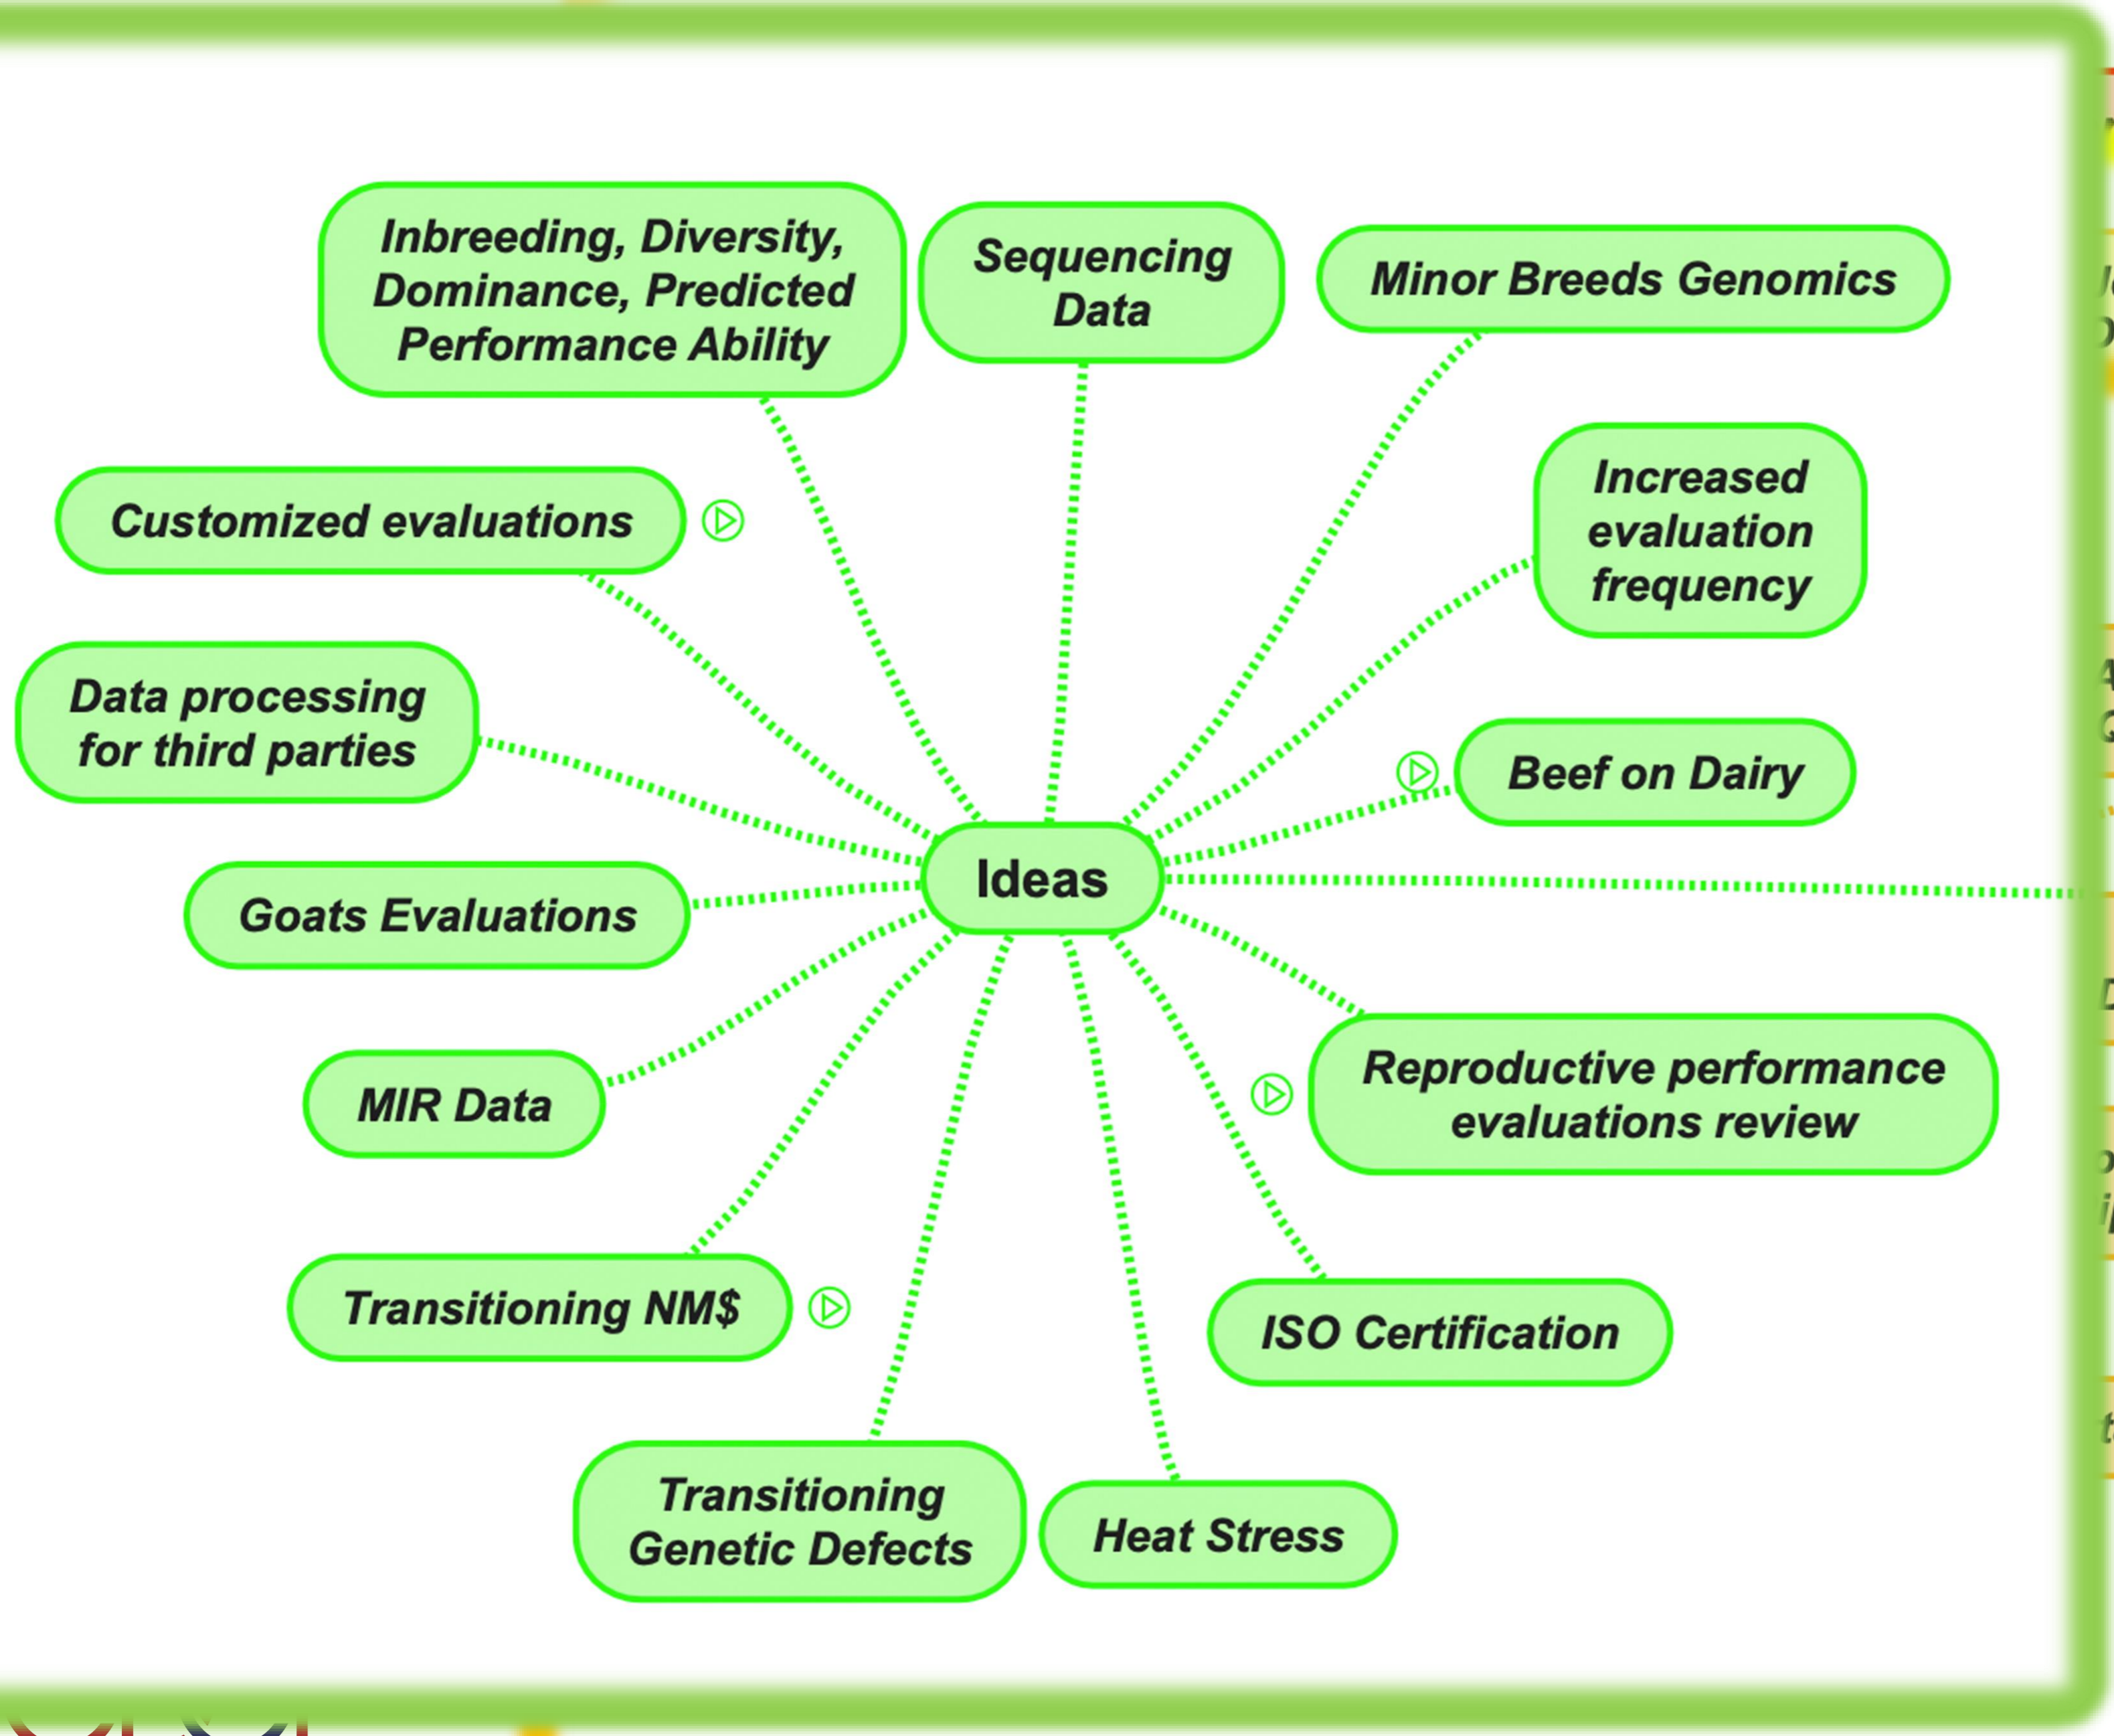 Inbreeding, Diversity,
Dominance, Predicted
Performance Ability
Sequencing
Data
Minor Breeds Genomics
Customized evaluations
Increased
evaluation
frequency
Data processing
for third parties
Beef on Dairy
Ideas
Goats Evaluations
MIR Data
Reproductive performance
evaluations review
Transitioning NM$
ISO Certification
Transitioning
Genetic Defects
Heat Stress